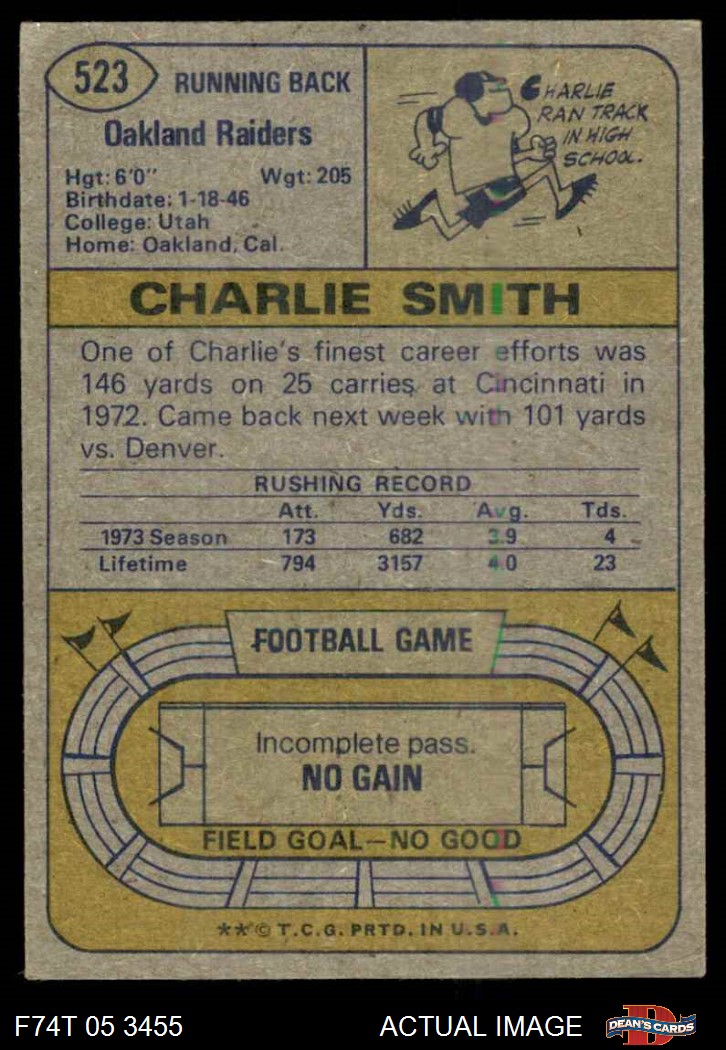 523
RUNNING BACK
Oakland Raiders
Hgt: 6'0" Wgt: 205
Birthdate: 1-18-46
College: Utah
Home: Oakland, Cal.
CHARLIE
RAN TRACK
IN HIGH
SCHOOL.
CHARLIE SMITH
One of Charlie's finest career efforts was
146 yards on 25 carries at Cincinnati in
1972. Came back next week with 101 yards
vs. Denver.
RUSHING RECORD
Att. Yds. Avg. Tds.
1973 Season 173 682 3.9 4
Lifetime 794 3157 4.0 23
FOOTBALL GAME
Incomplete pass.
NO GAIN
FIELD GOAL—NO GOOD
**© T.C.G. PRTD. IN U.S.A.
F74T 05 3455 ACTUAL IMAGE
D
DEAN'S CARDS